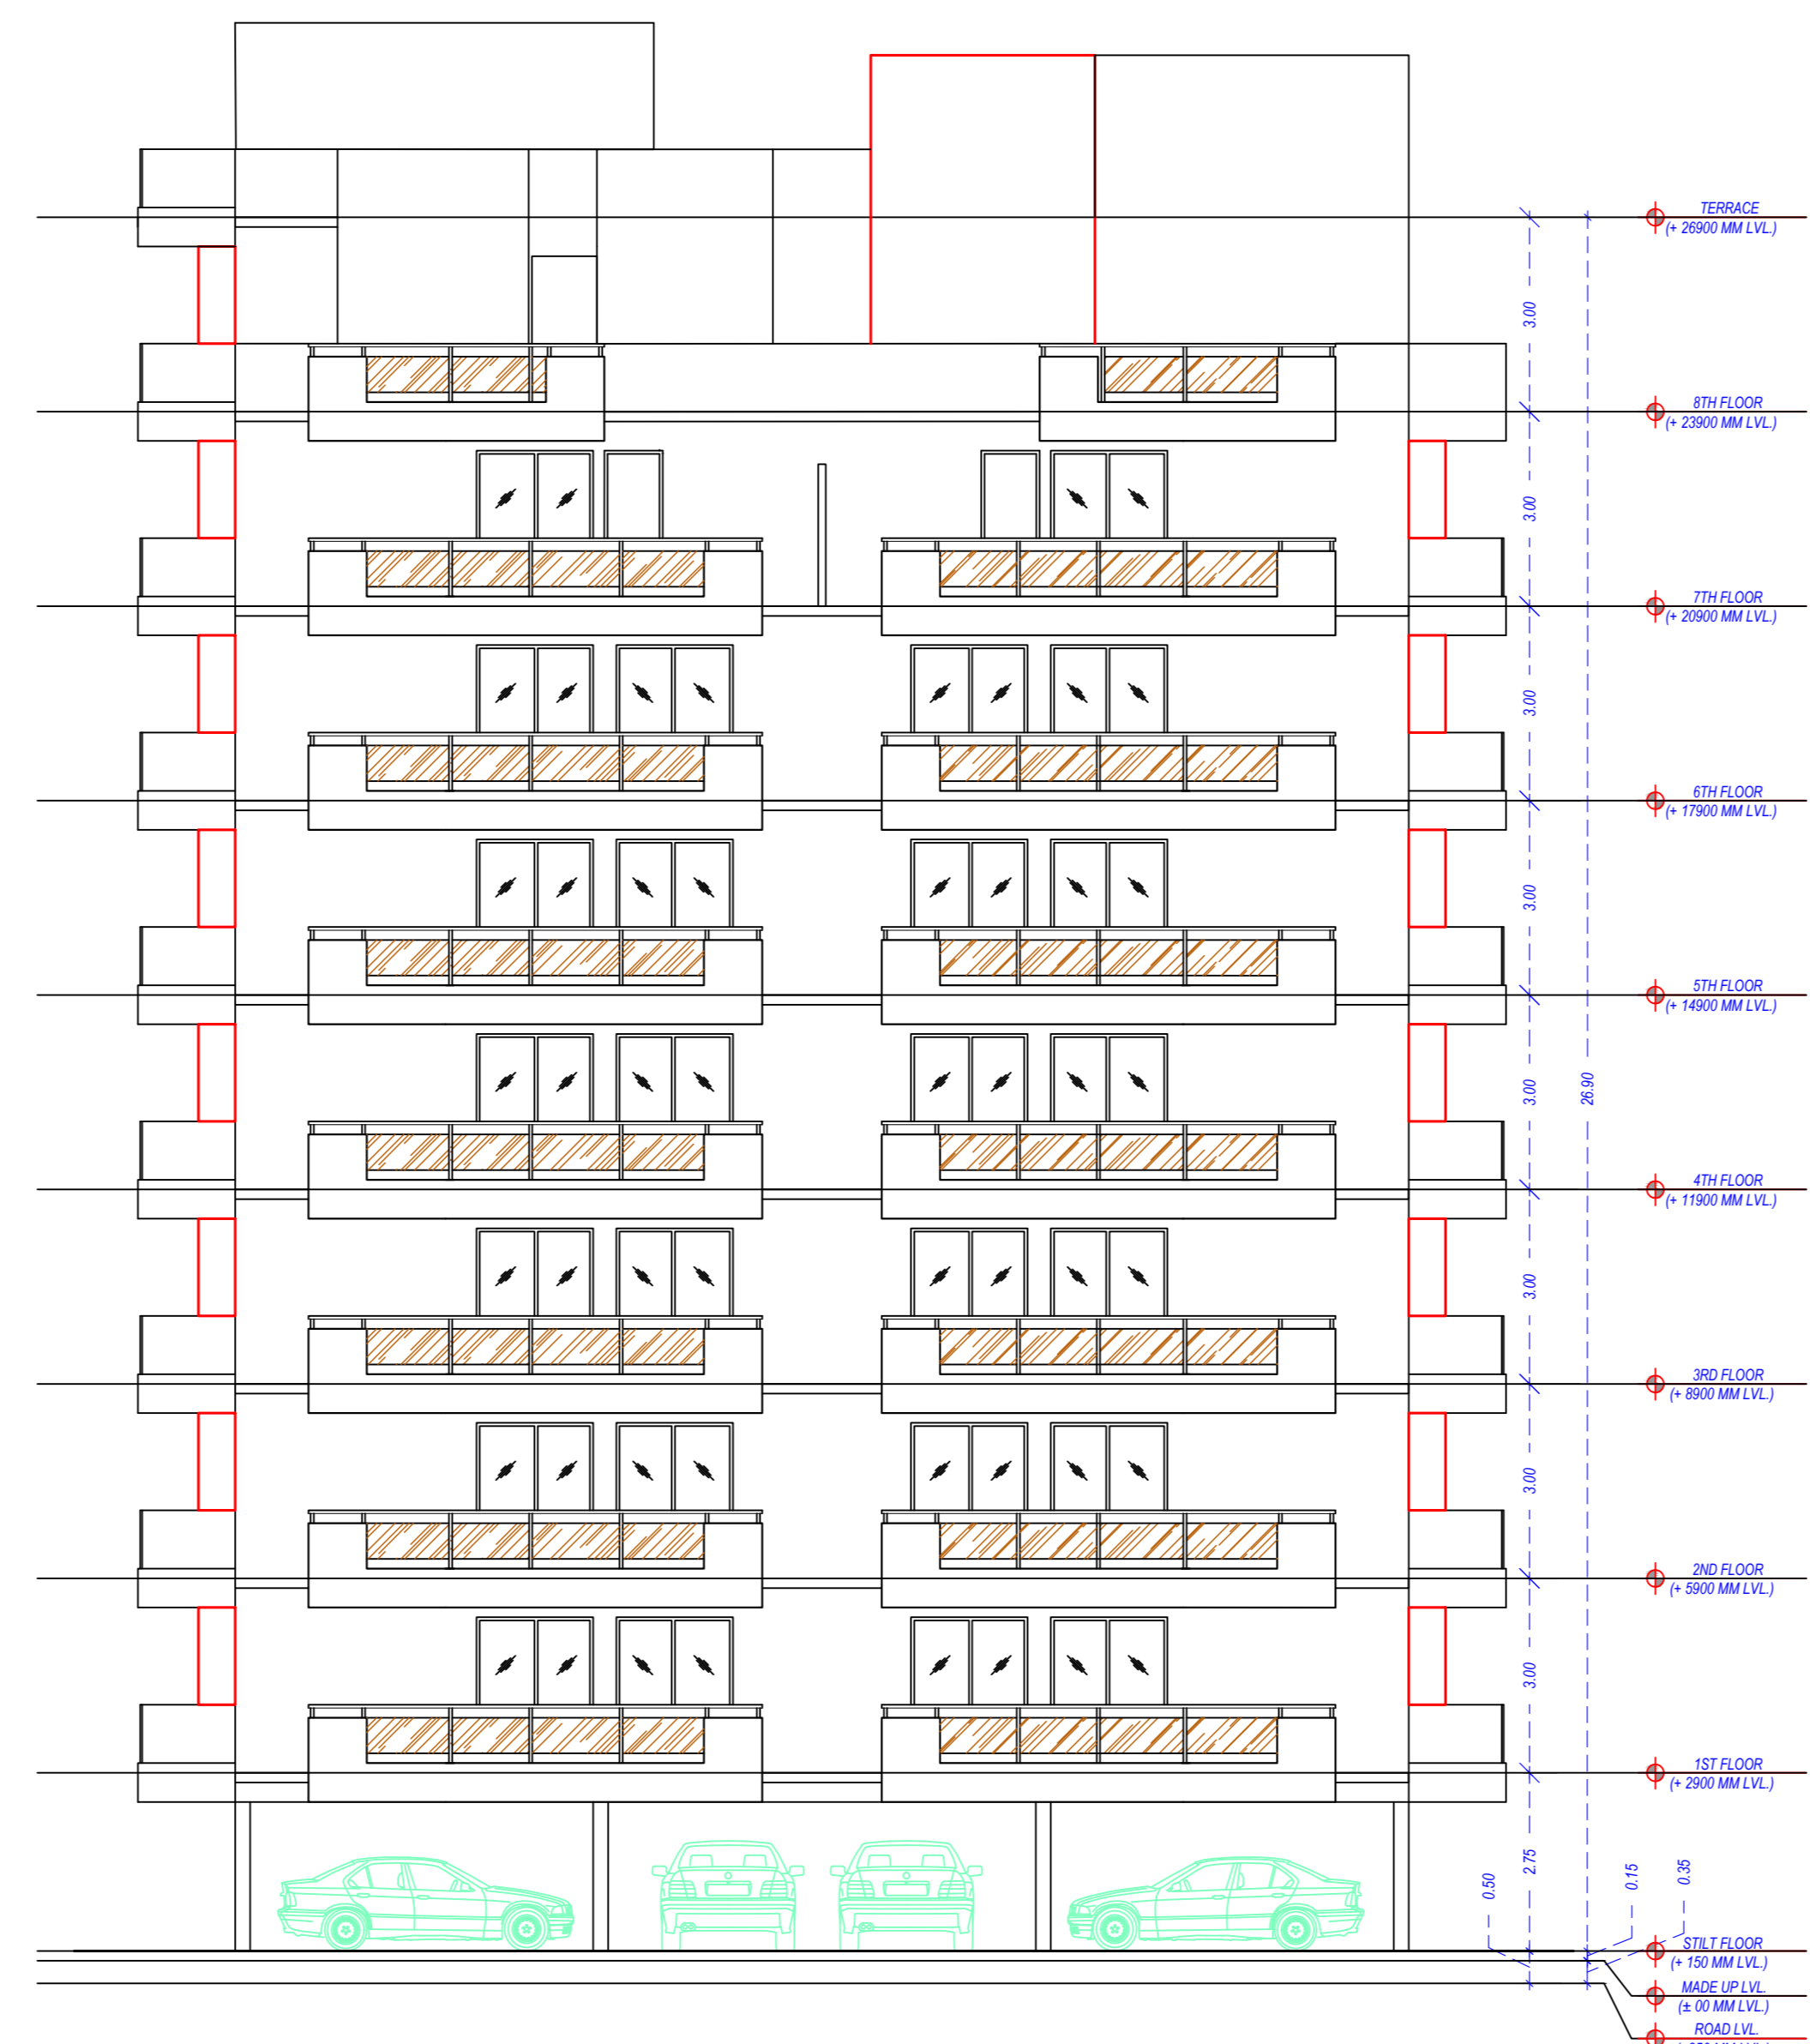 TERRACE
(+ 26900 MM LVL.)
3.00
8TH FLOOR
(+ 23900 MM LVL.)
3.00
7TH FLOOR
(+ 20900 MM LVL.)
3.00
6TH FLOOR
(+ 17900 MM LVL.)
3.00
5TH FLOOR
(+ 14900 MM LVL.)
3.00
26.90
4TH FLOOR
(+ 11900 MM LVL.)
3.00
3RD FLOOR
(+ 8900 MM LVL.)
3.00
2ND FLOOR
(+ 5900 MM LVL.)
3.00
1ST FLOOR
(+ 2900 MM LVL.)
2.75
0.50
0.15
0.35
STILT FLOOR
(+ 150 MM LVL.)
MADE UP LVL.
(± 00 MM LVL.)
ROAD LVL.